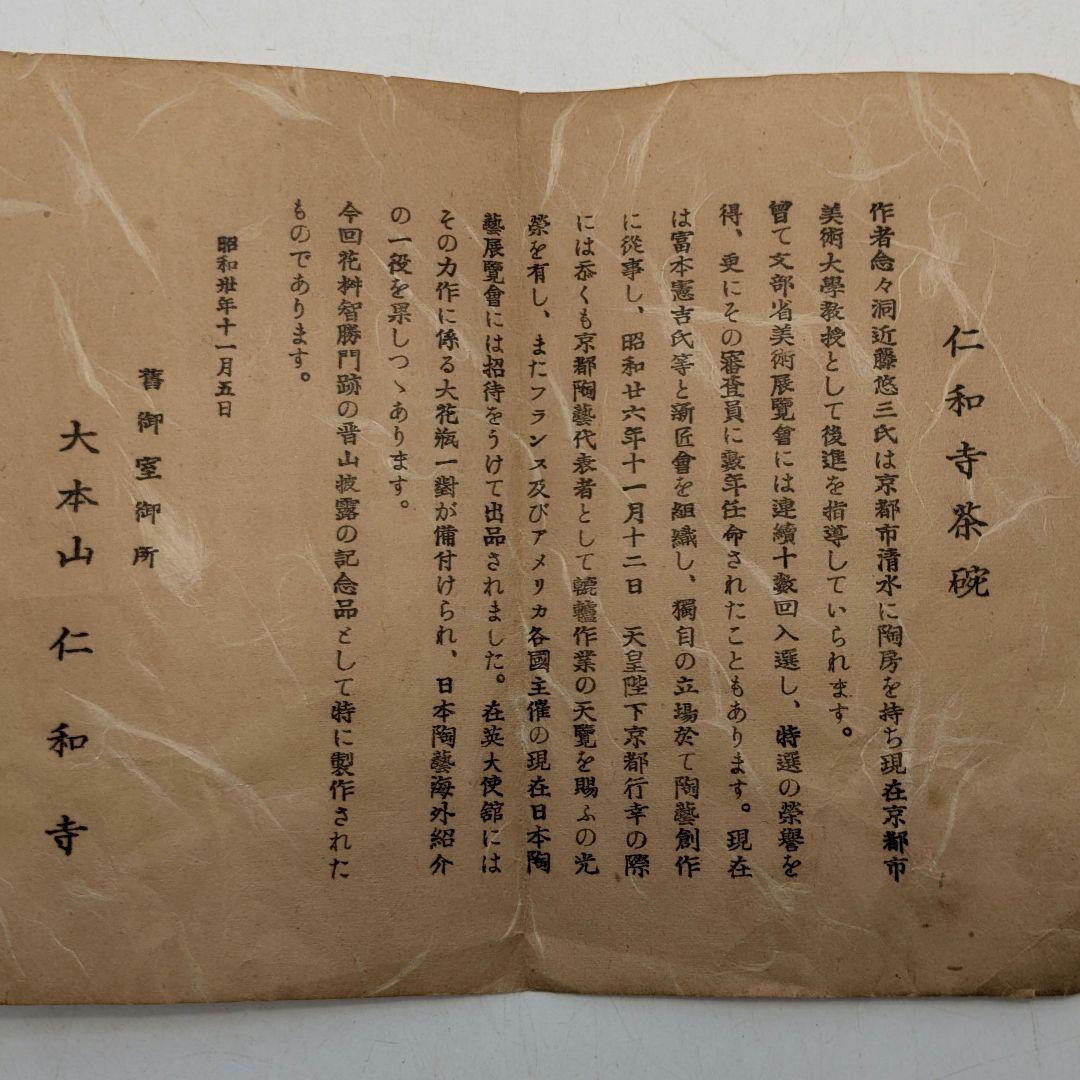 仁和寺茶碗
作者念々洞近藤悠三氏は京都市清水に陶房を持ち現在京都市
美術大學教授として後進を指導していられます。
曾て文部省美術展覽會には連續十數回入選し、特選の榮譽を
得、更にその審査員に數年任命されたこともあります。現在
は富本憲吉氏等と新匠會を組織し、獨自の立場於て陶藝創作
に從事し、昭和廿六年十一月十二日　天皇陛下京都行幸の際
には忝くも京都陶藝代表者として轆轤作業の天覽を賜ふの光
榮を有し、またフランス及びアメリカ各國主催の現在日本陶
藝展覽會には招待をうけて出品されました。在英大使館には
その力作に係る大花瓶一對が備付けられ、日本陶藝海外紹介
の一役を果しつゝあります。
今回花桝智勝門跡の晋山披露の記念品として特に製作された
ものであります。
昭和卅年十一月五日
舊御室御所
大本山仁和寺